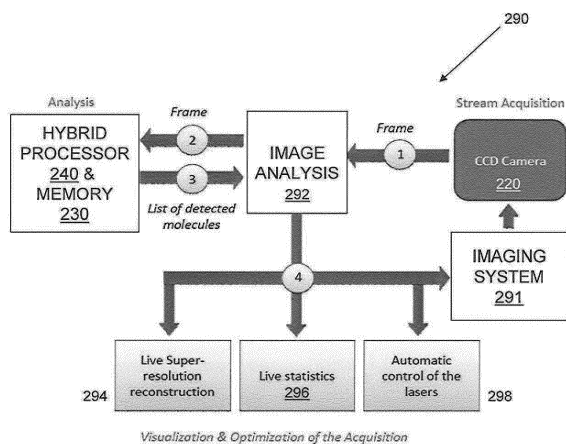 290
Analysis
Stream Acquisition
Frame
Frame
HYBRID
PROCESSOR
240 &
MEMORY
230
2
3
List of detected
molecules
IMAGE
ANALYSIS
292
1
CCD Camera
220
IMAGING
SYSTEM
291
4
294
Live Super-
resolution
reconstruction
Live statistics
296
Automatic
control of the
lasers
298
Visualization & Optimization of the Acquisition